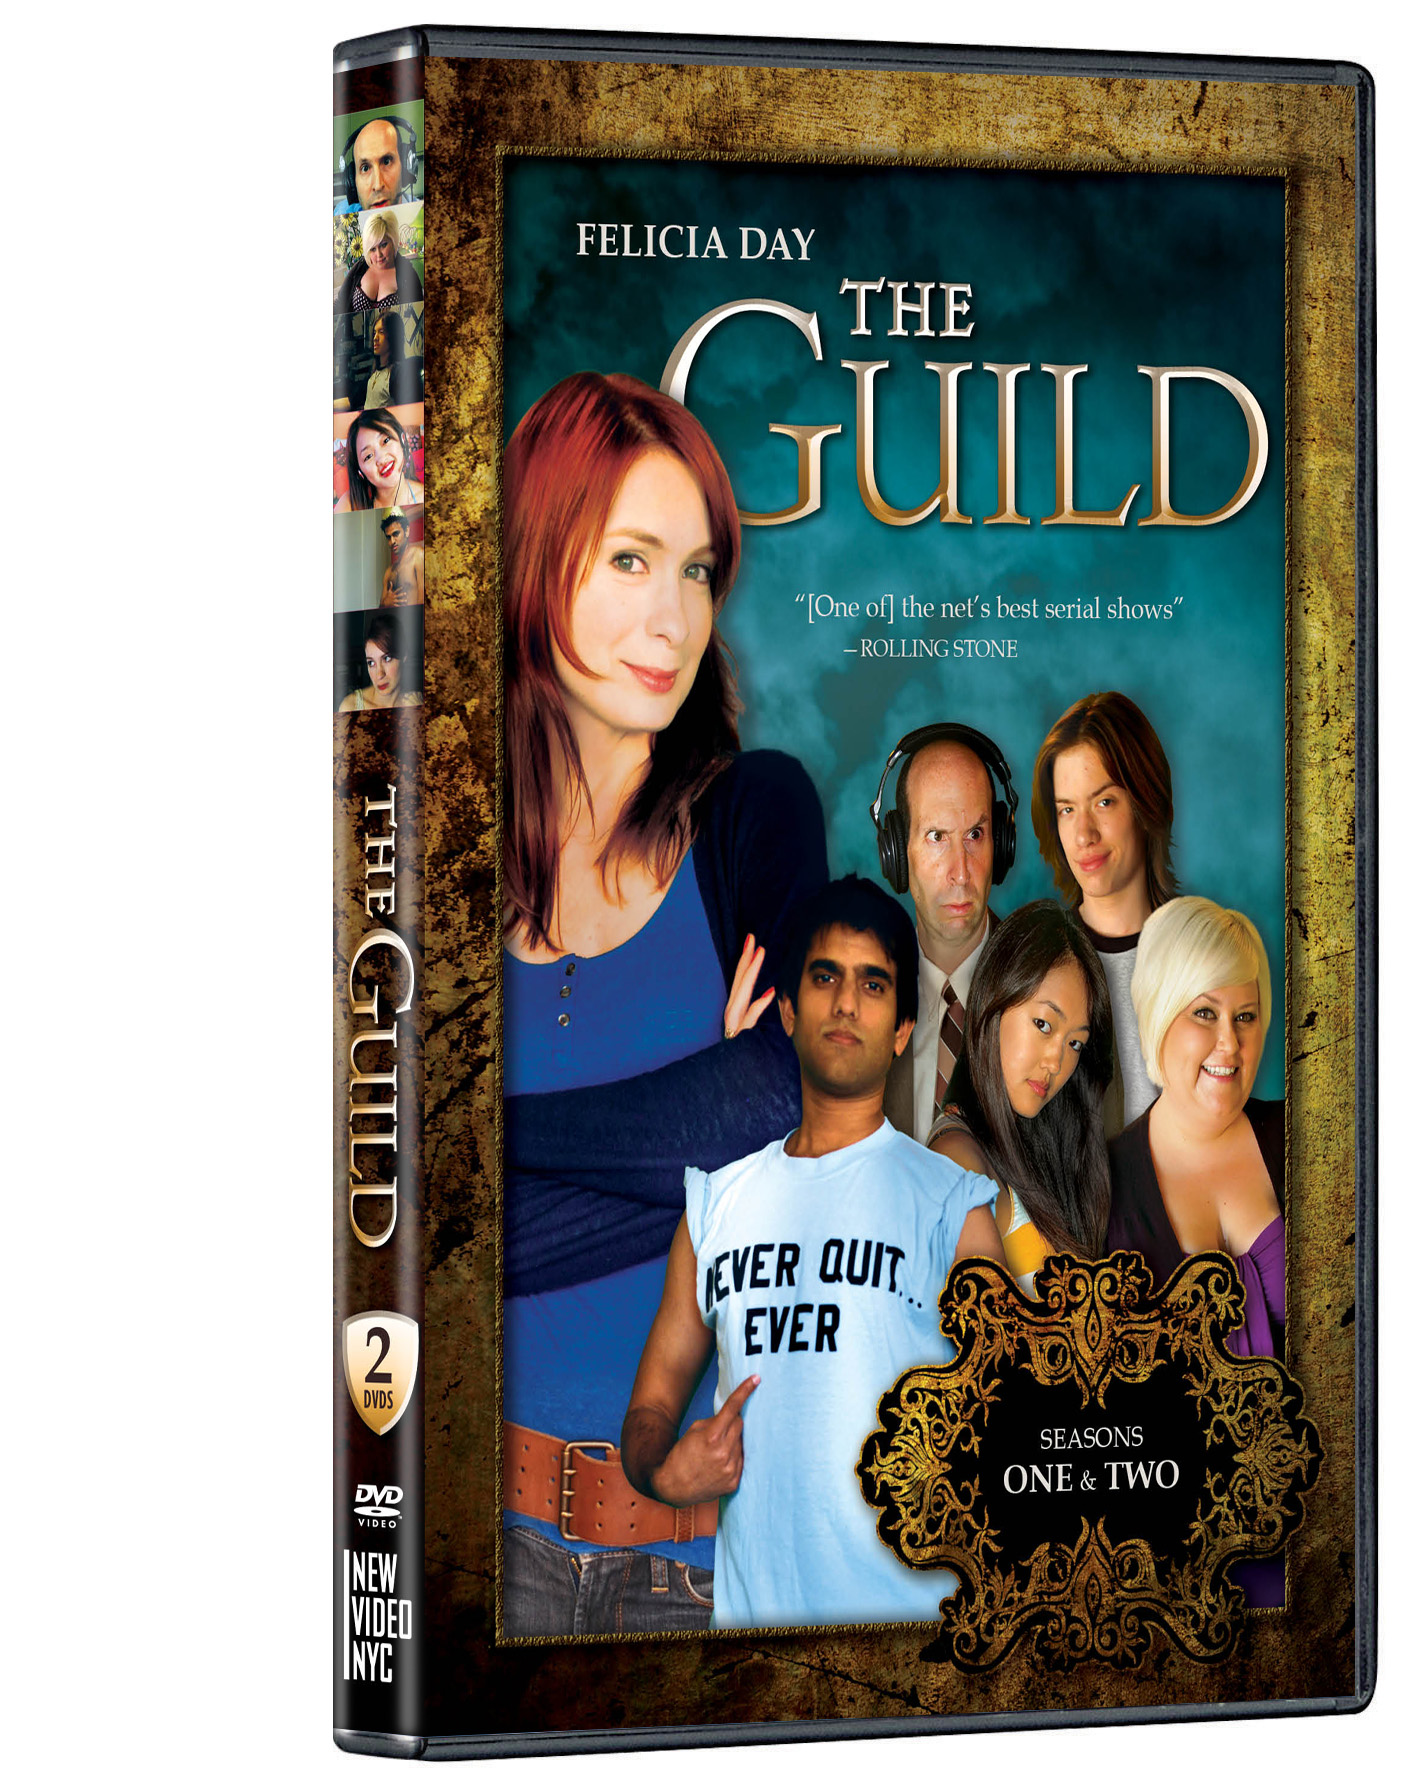 FELICIA DAY
THE
GUILD
“[One of] the net’s best serial shows”
–ROLLING STONE
NEVER QUIT...
EVER
SEASONS
ONE & TWO
THE GUILD
2
DVDS
DVD
VIDEO
NEW
VIDEO
NYC